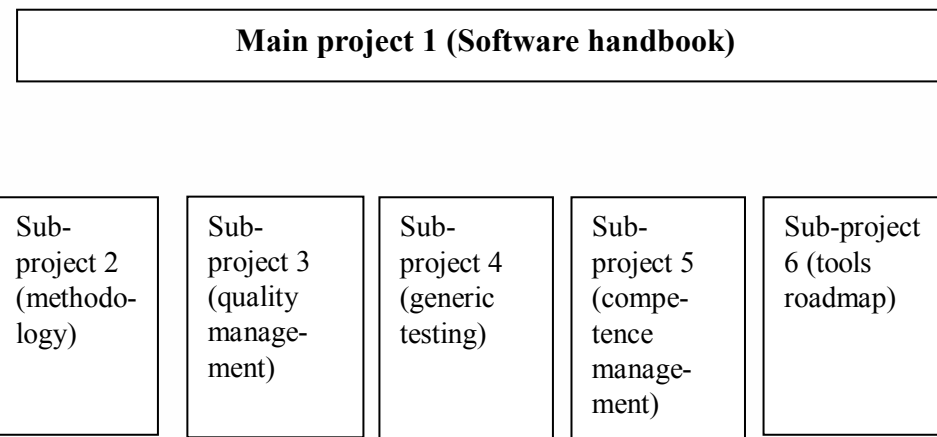 Main project 1 (Software handbook)
Sub-
project 2
(methodo-
logy)
Sub-
project 3
(quality
manage-
ment)
Sub-
project 4
(generic
testing)
Sub-
project 5
(compe-
tence
manage-
ment)
Sub-project
6 (tools
roadmap)